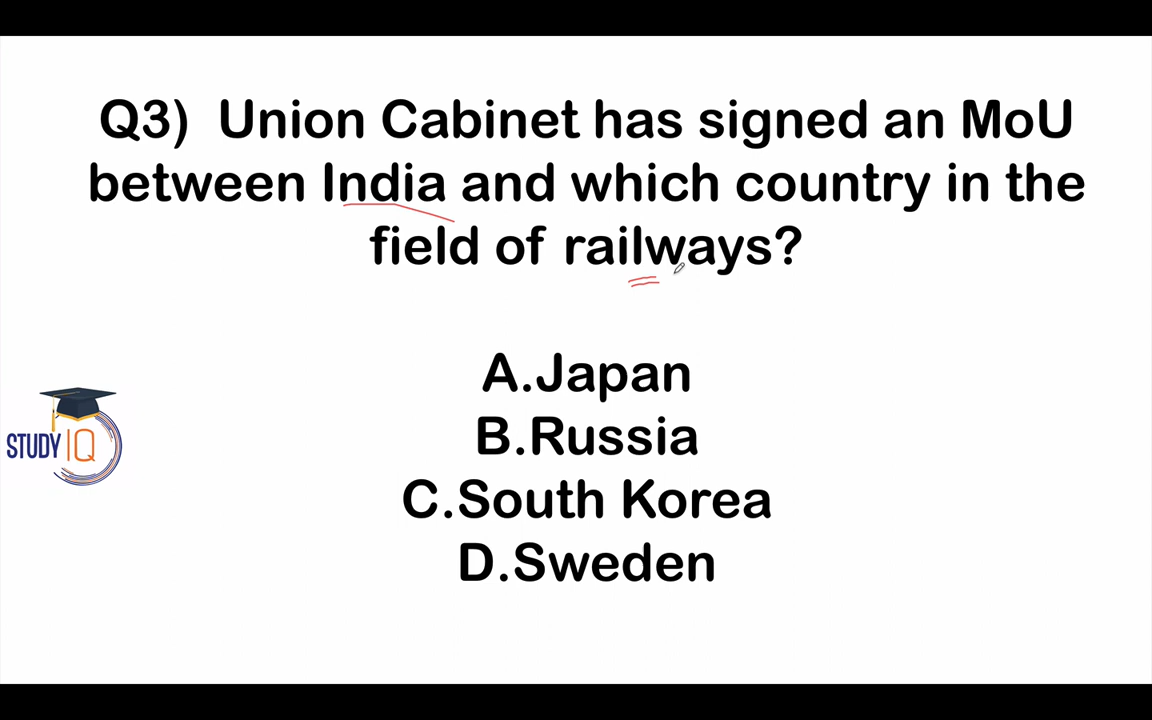 Q3) Union Cabinet has signed an MoU
between India and which country in the
field of railways?
A.Japan
B.Russia
C.South Korea
D.Sweden
STUDY IQ